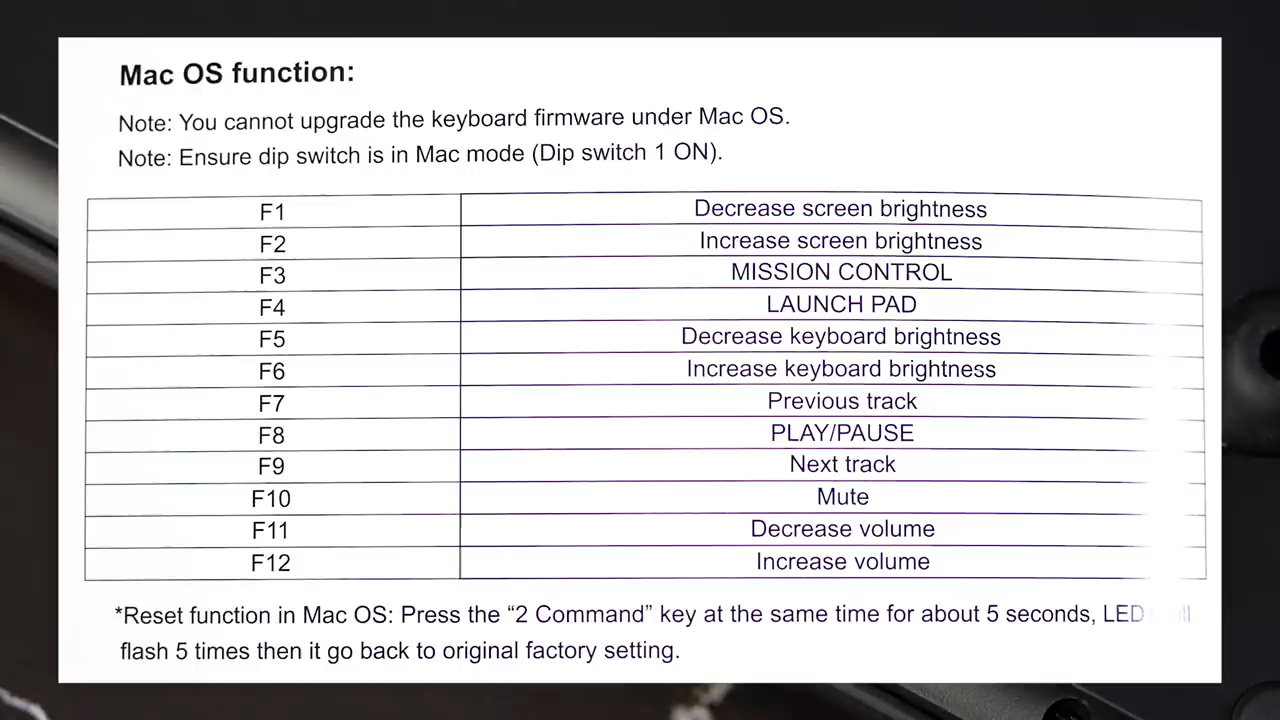 Mac OS function:
Note: You cannot upgrade the keyboard firmware under Mac OS.
Note: Ensure dip switch is in Mac mode (Dip switch 1 ON).
F1 Decrease screen brightness
F2 Increase screen brightness
F3 MISSION CONTROL
F4 LAUNCH PAD
F5 Decrease keyboard brightness
F6 Increase keyboard brightness
F7 Previous track
F8 PLAY/PAUSE
F9 Next track
F10 Mute
F11 Decrease volume
F12 Increase volume
*Reset function in Mac OS: Press the “2 Command” key at the same time for about 5 seconds, LED
flash 5 times then it go back to original factory setting.